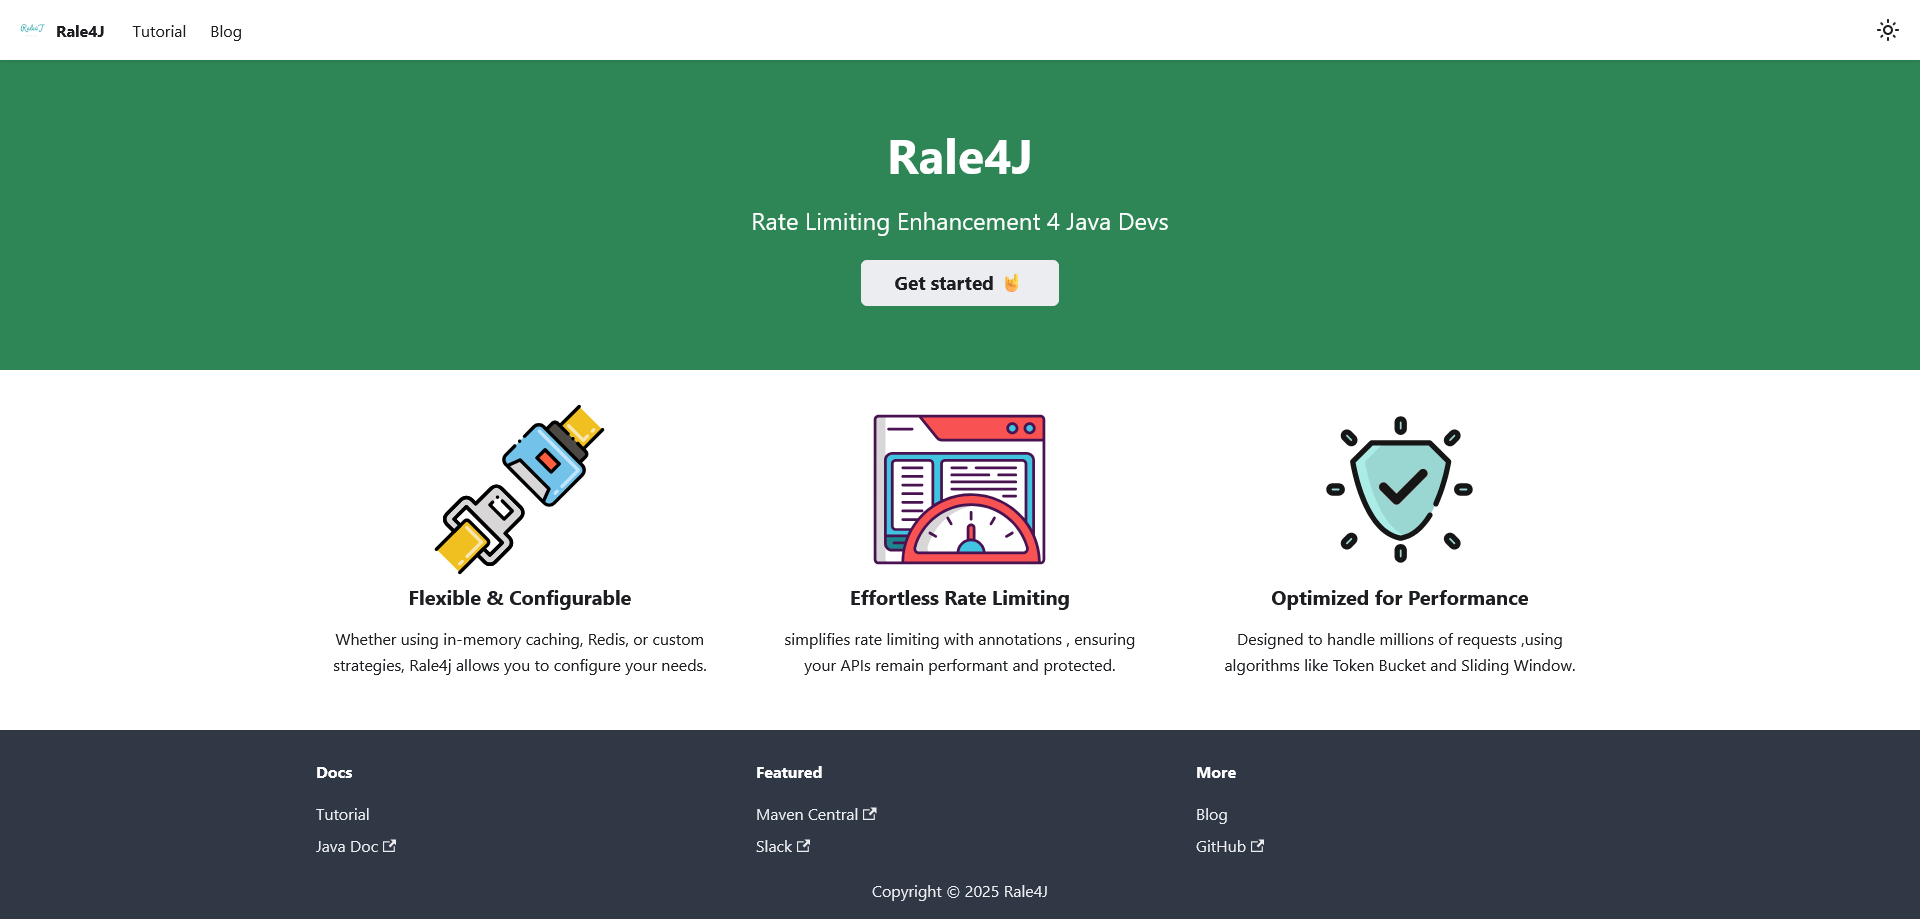 Rale4J Rale4J Tutorial Blog
Rale4J
Rate Limiting Enhancement 4 Java Devs
Get started 🤘
Flexible & Configurable
Whether using in-memory caching, Redis, or custom
strategies, Rale4j allows you to configure your needs.
Effortless Rate Limiting
simplifies rate limiting with annotations , ensuring
your APIs remain performant and protected.
Optimized for Performance
Designed to handle millions of requests ,using
algorithms like Token Bucket and Sliding Window.
Docs
Tutorial
Java Doc
Featured
Maven Central
Slack
More
Blog
GitHub
Copyright © 2025 Rale4J